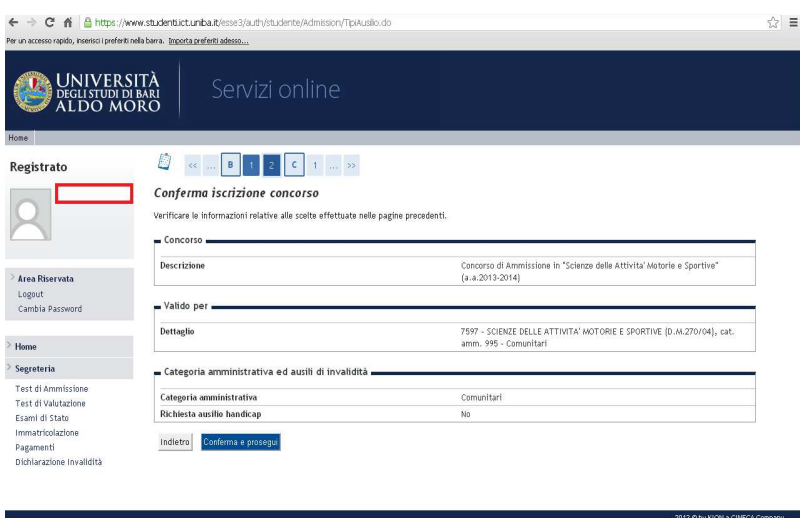 https://www.studenti.ict.uniba.it/esse3/auth/studente/Admission/TipiAusilio.do
Per un accesso rapido, inserisci i preferiti nella barra. Importa preferiti adesso...
UNIVERSITÀ
DEGLI STUDI DI BARI
ALDO MORO
Servizi online
Home
Registrato
<< ... B 1 2 C 1 ... >>
Conferma iscrizione concorso
Verificare le informazioni relative alle scelte effettuate nelle pagine precedenti.
Concorso
Descrizione
Concorso di Ammissione in "Scienze delle Attivita' Motorie e Sportive"
(a.a.2013-2014)
Valido per
Dettaglio
7597 - SCIENZE DELLE ATTIVITA' MOTORIE E SPORTIVE (D.M.270/04), cat.
amm. 995 - Comunitari
Categoria amministrativa ed ausili di invalidità
Categoria amministrativa
Comunitari
Richiesta ausilio handicap
No
Indietro
Conferma e prosegui
> Area Riservata
Logout
Cambia Password
> Home
> Segreteria
Test di Ammissione
Test di Valutazione
Esami di Stato
Immatricolazione
Pagamenti
Dichiarazione Invalidità
2012 © by KION a CINECA Company